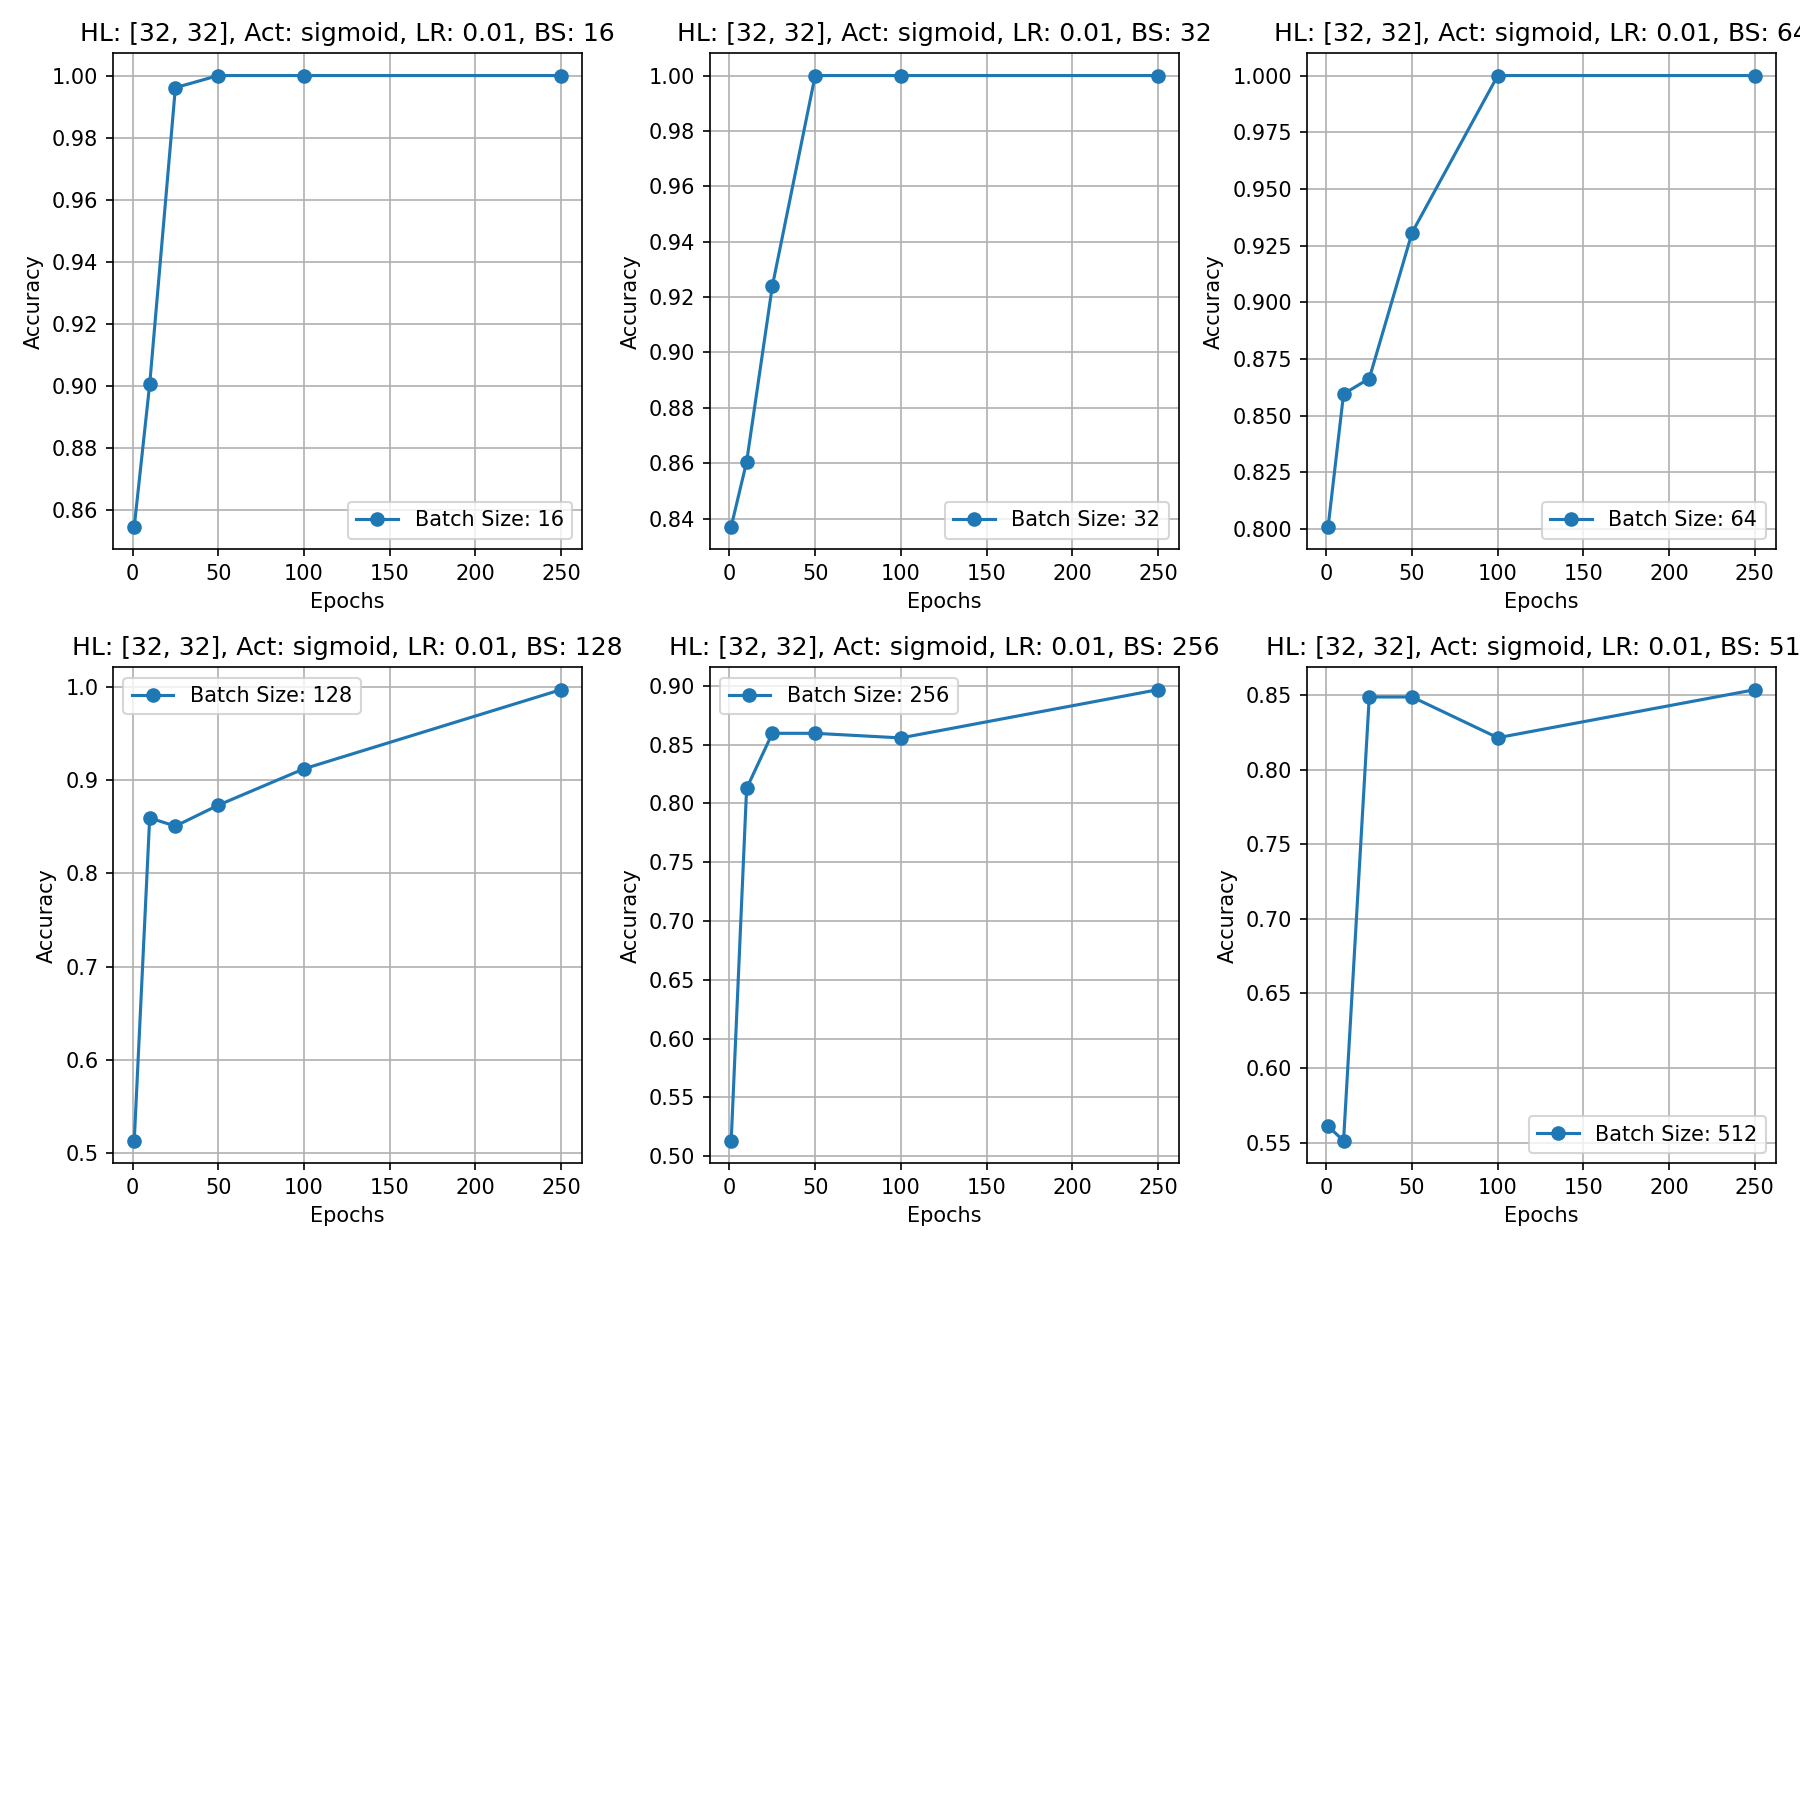 HL: [32, 32], Act: sigmoid, LR: 0.01, BS: 16
1.00
0.98
0.96
0.94
0.92
0.90
0.88
0.86
Accuracy
Batch Size: 16
0 50 100 150 200 250
Epochs
HL: [32, 32], Act: sigmoid, LR: 0.01, BS: 32
1.00
0.98
0.96
0.94
0.92
0.90
0.88
0.86
0.84
Accuracy
Batch Size: 32
0 50 100 150 200 250
Epochs
HL: [32, 32], Act: sigmoid, LR: 0.01, BS: 64
1.000
0.975
0.950
0.925
0.900
0.875
0.850
0.825
0.800
Accuracy
Batch Size: 64
0 50 100 150 200 250
Epochs
HL: [32, 32], Act: sigmoid, LR: 0.01, BS: 128
Batch Size: 128
1.0
0.9
0.8
0.7
0.6
0.5
Accuracy
0 50 100 150 200 250
Epochs
HL: [32, 32], Act: sigmoid, LR: 0.01, BS: 256
Batch Size: 256
0.90
0.85
0.80
0.75
0.70
0.65
0.60
0.55
0.50
Accuracy
0 50 100 150 200 250
Epochs
HL: [32, 32], Act: sigmoid, LR: 0.01, BS: 51
0.85
0.80
0.75
0.70
0.65
0.60
0.55
Accuracy
Batch Size: 512
0 50 100 150 200 250
Epochs